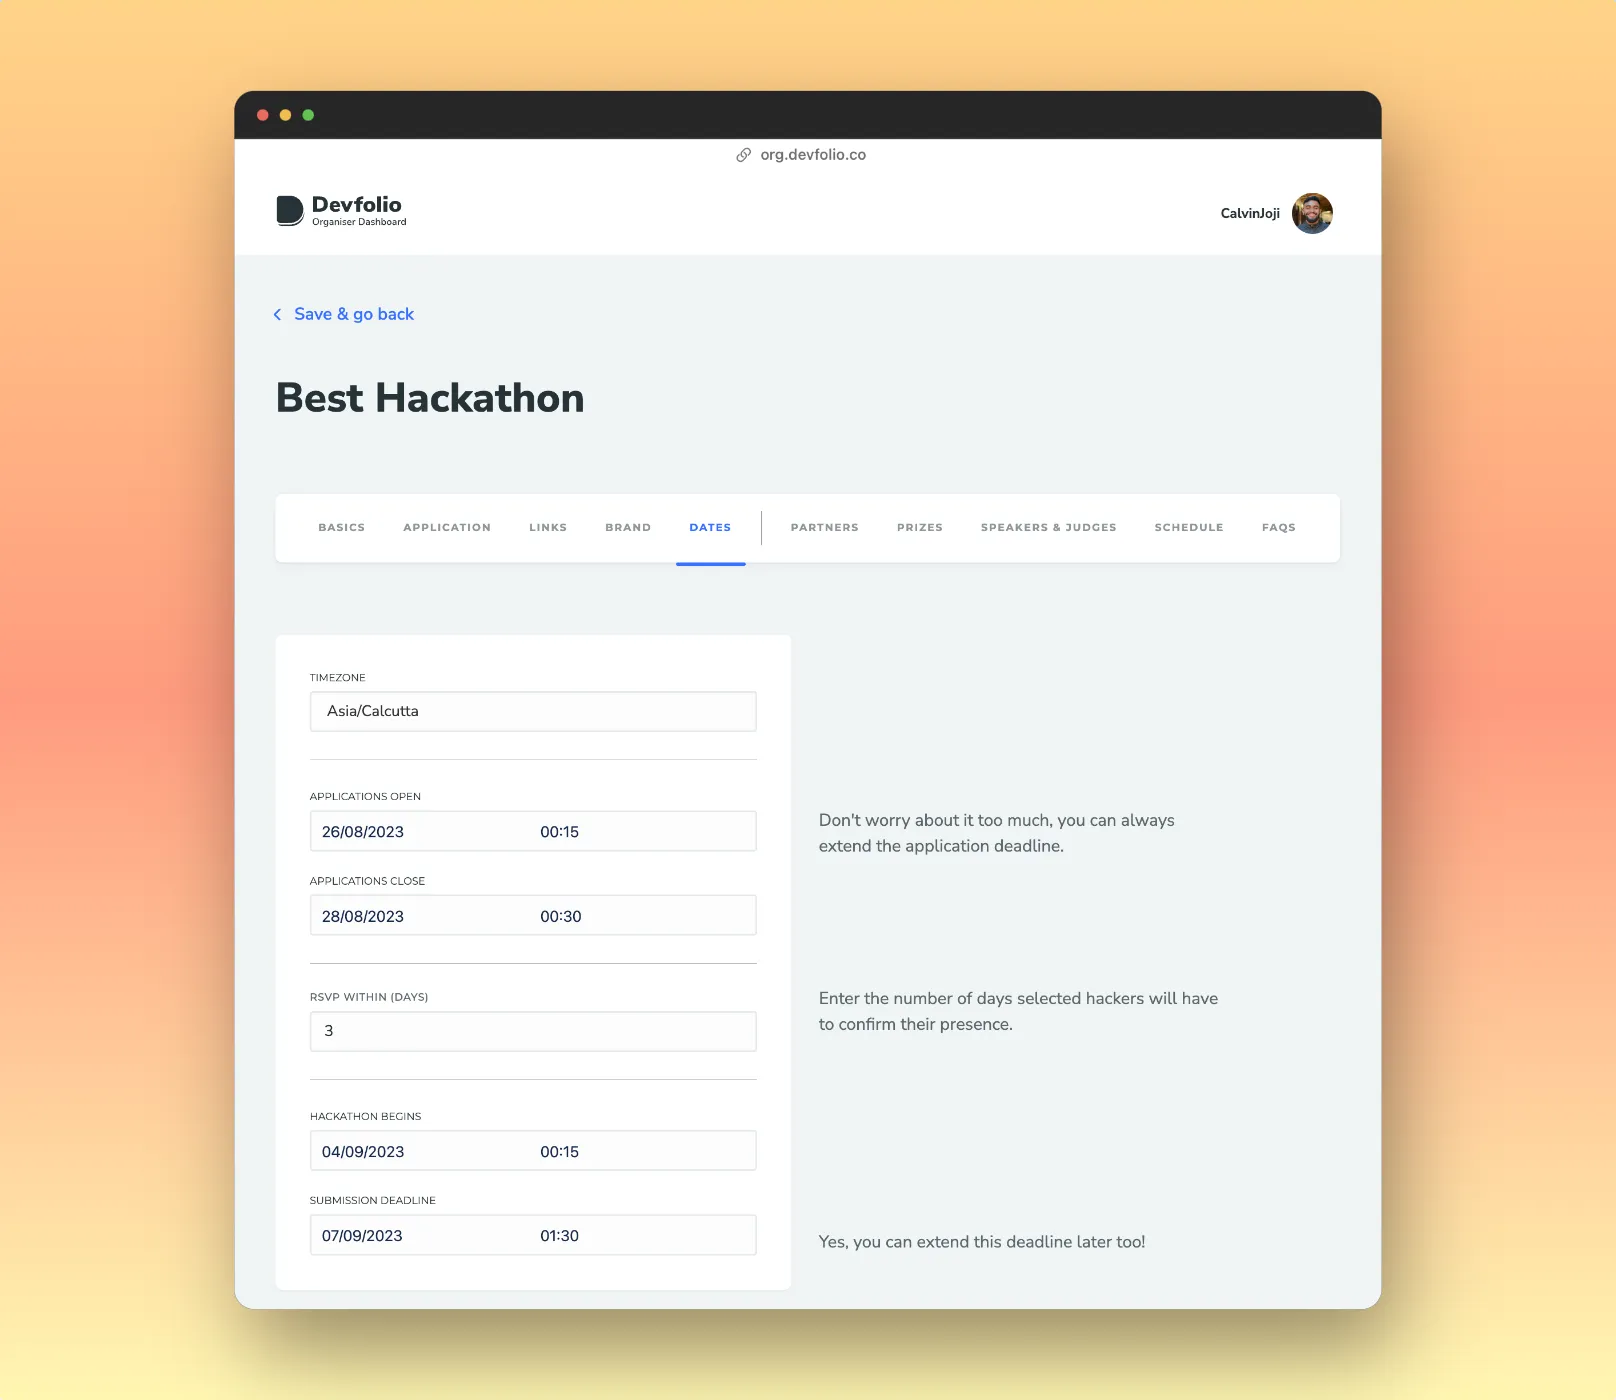 org.devfolio.co
Devfolio
Organiser Dashboard
CalvinJoji
Save & go back
Best Hackathon
BASICS APPLICATION LINKS BRAND DATES PARTNERS PRIZES SPEAKERS & JUDGES SCHEDULE FAQS
TIMEZONE
Asia/Calcutta
APPLICATIONS OPEN
26/08/2023 00:15
Don't worry about it too much, you can always
extend the application deadline.
APPLICATIONS CLOSE
28/08/2023 00:30
RSVP WITHIN (DAYS)
3
Enter the number of days selected hackers will have
to confirm their presence.
HACKATHON BEGINS
04/09/2023 00:15
SUBMISSION DEADLINE
07/09/2023 01:30
Yes, you can extend this deadline later too!